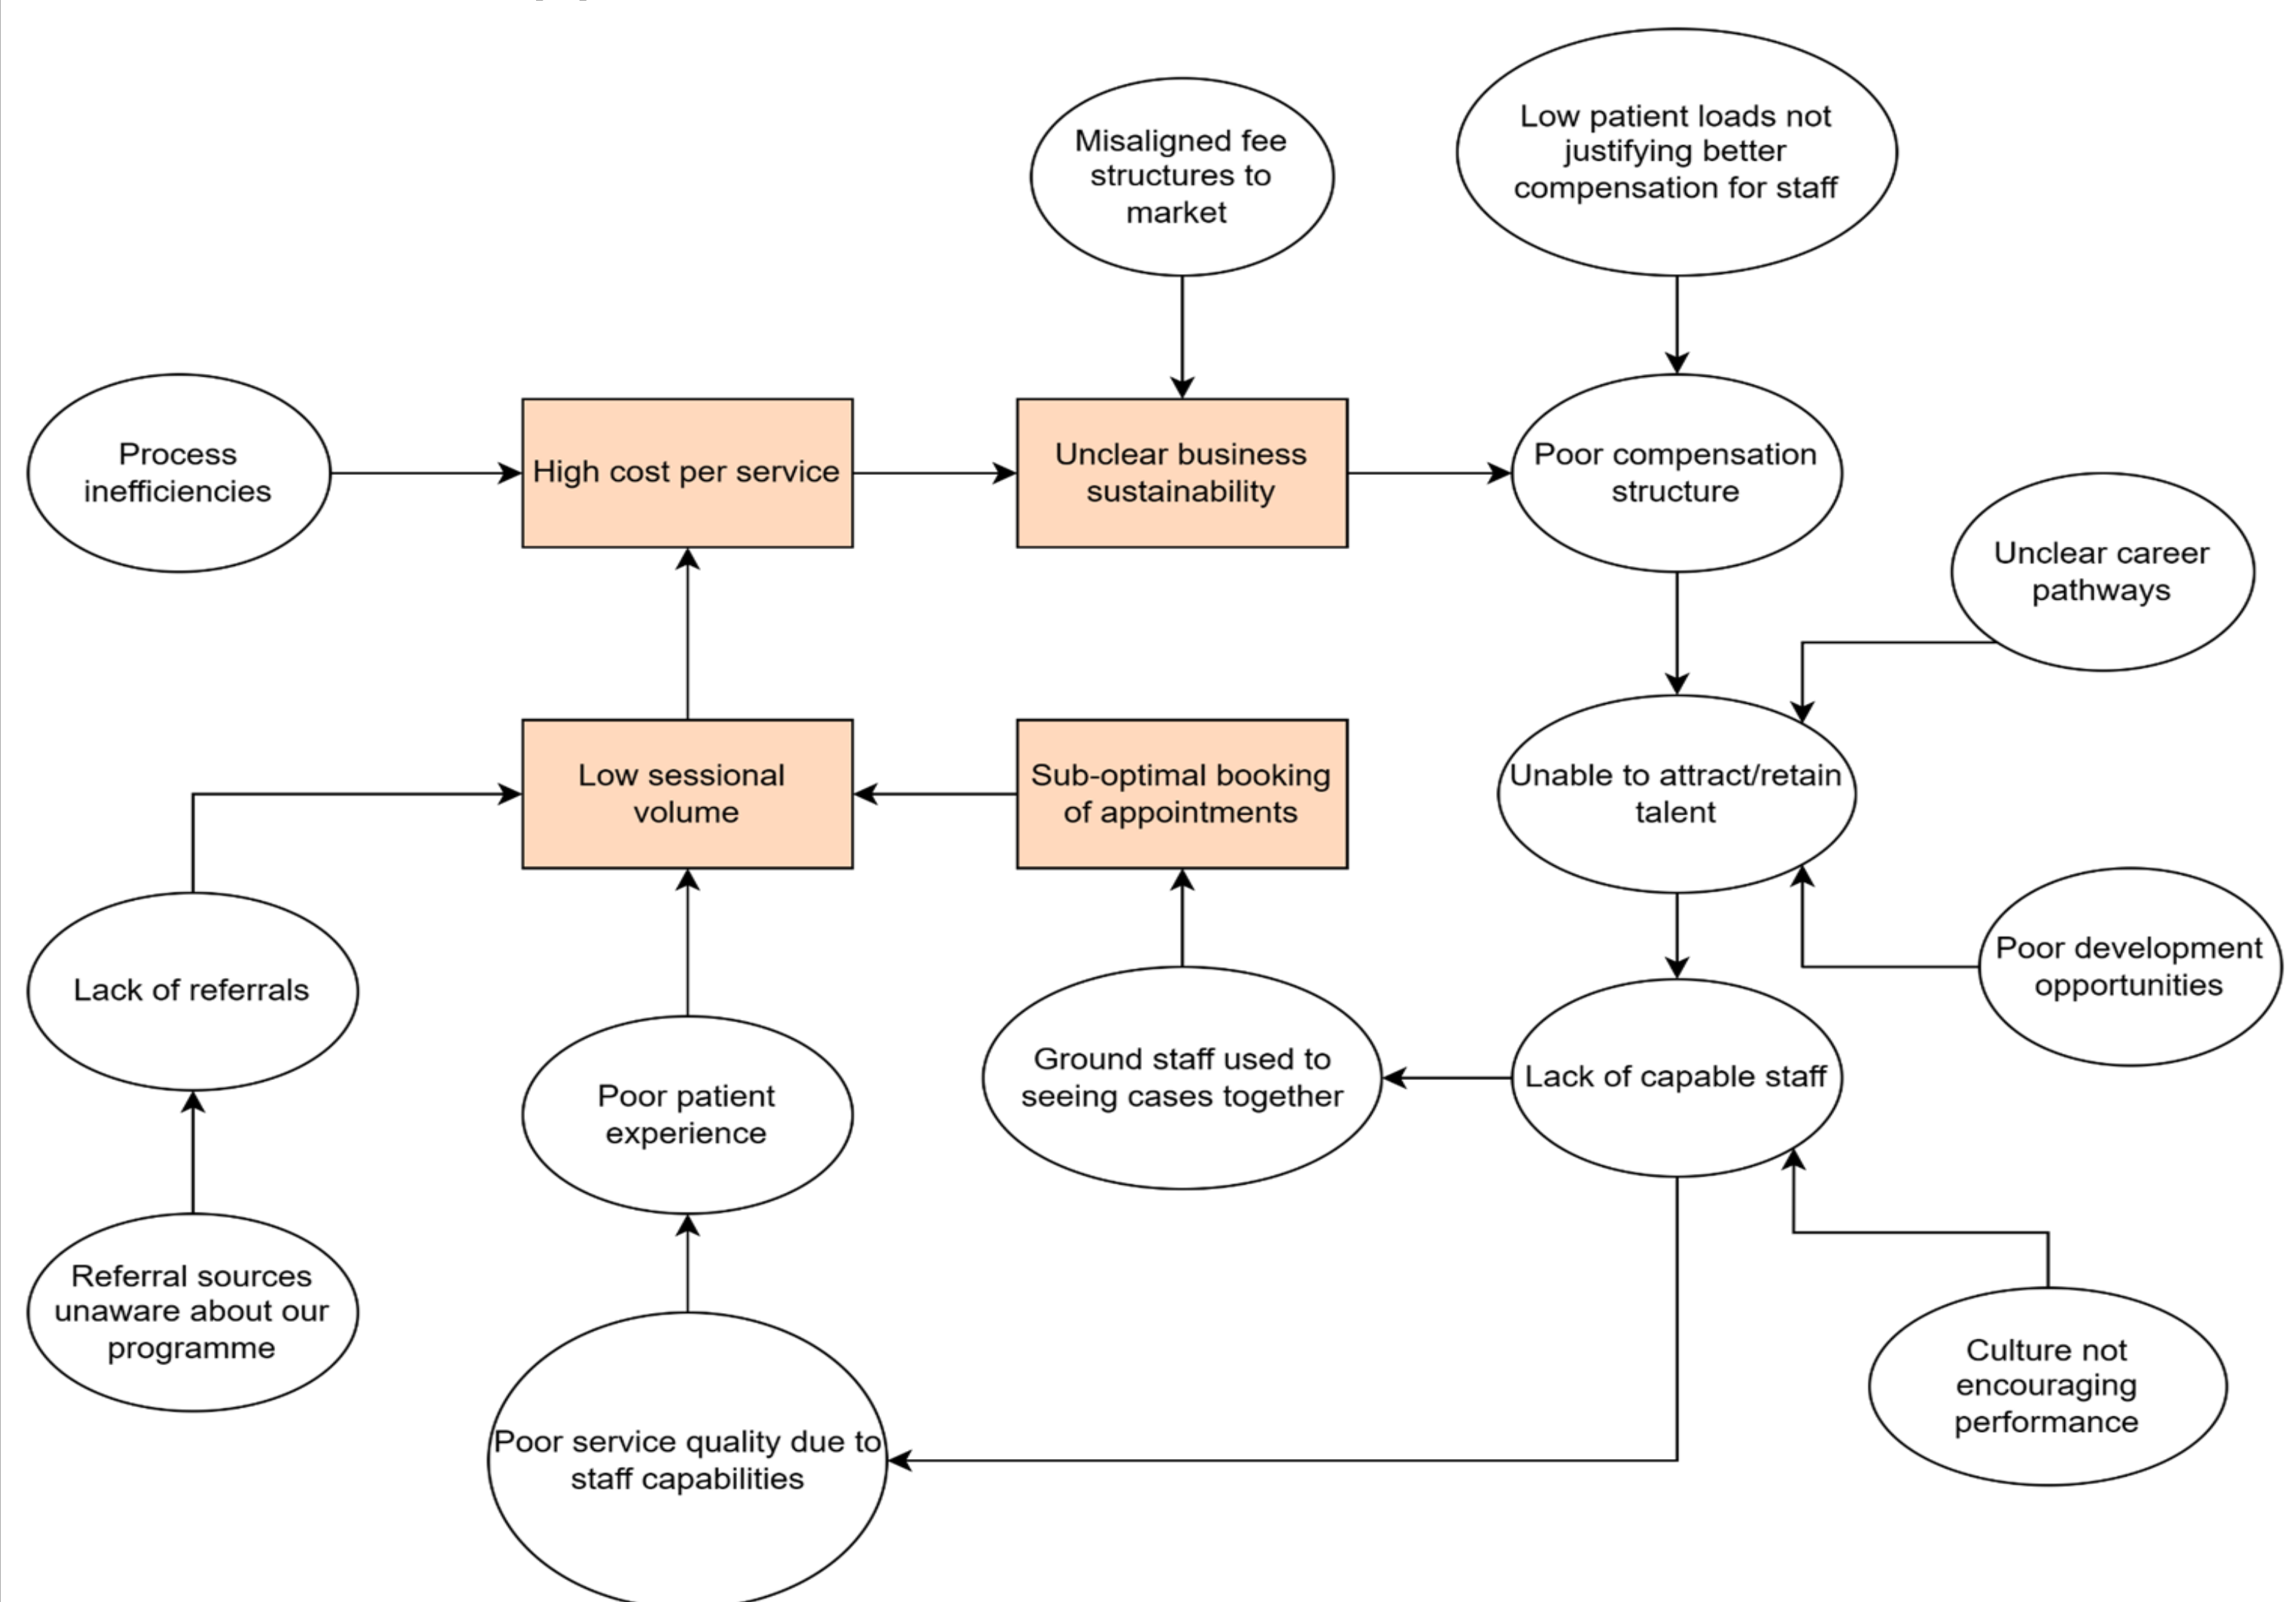 Low patient loads not
justifying better
compensation for staff
Misaligned fee
structures to
market
Process
inefficiencies
High cost per service
Unclear business
sustainability
Poor compensation
structure
Unclear career
pathways
Low sessional
volume
Sub-optimal booking
of appointments
Unable to attract/retain
talent
Lack of referrals
Poor development
opportunities
Poor patient
experience
Ground staff used to
seeing cases together
Lack of capable staff
Referral sources
unaware about our
programme
Culture not
encouraging
performance
Poor service quality due to
staff capabilities